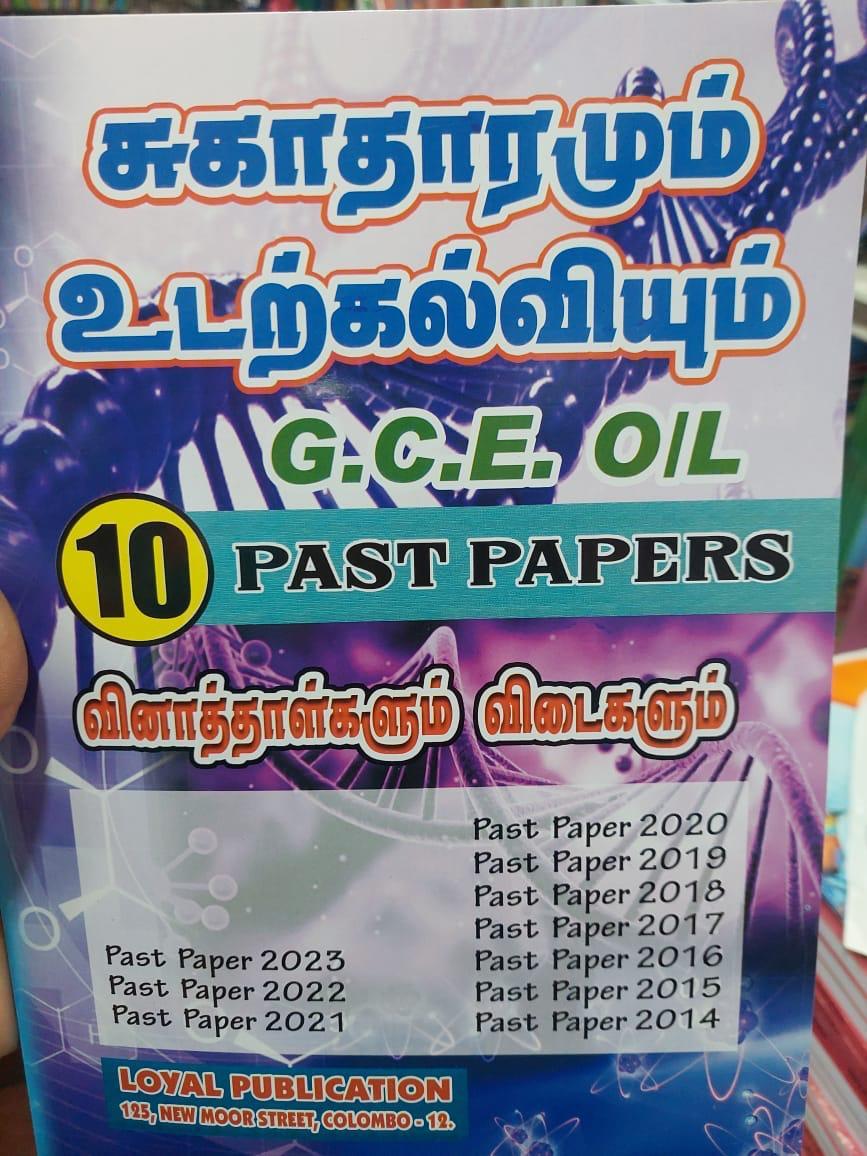 சுகாதாரமும்
உடற்கல்வியும்
G.C.E. O/L
10 PAST PAPERS
வினாத்தாள்களும் விடைகளும்
Past Paper 2023
Past Paper 2022
Past Paper 2021
Past Paper 2020
Past Paper 2019
Past Paper 2018
Past Paper 2017
Past Paper 2016
Past Paper 2015
Past Paper 2014
LOYAL PUBLICATION
125, NEW MOOR STREET, COLOMBO - 12.